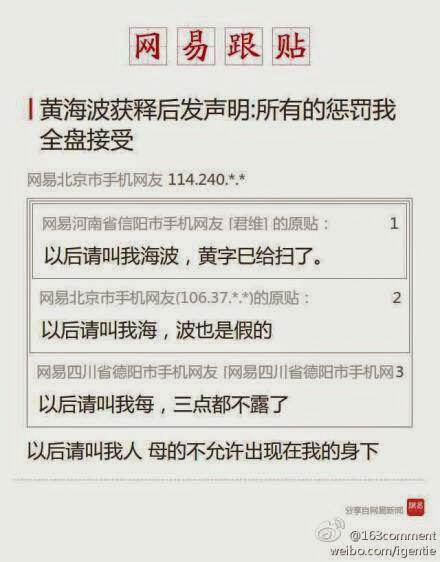 网易跟贴
黄海波获释后发声明:所有的惩罚我
全盘接受
网易北京市手机网友 114.240.*.*
网易河南省信阳市手机网友 [君维] 的原贴： 1
以后请叫我海波，黄字巳给扫了。
网易北京市手机网友(106.37.*.*)的原贴： 2
以后请叫我海，波也是假的
网易四川省德阳市手机网友 [网易四川省德阳市手机网 3
以后请叫我每，三点都不露了
以后请叫我人 母的不允许出现在我的身下
分享自网易新闻 网易
@163comment
weibo.com/igentie